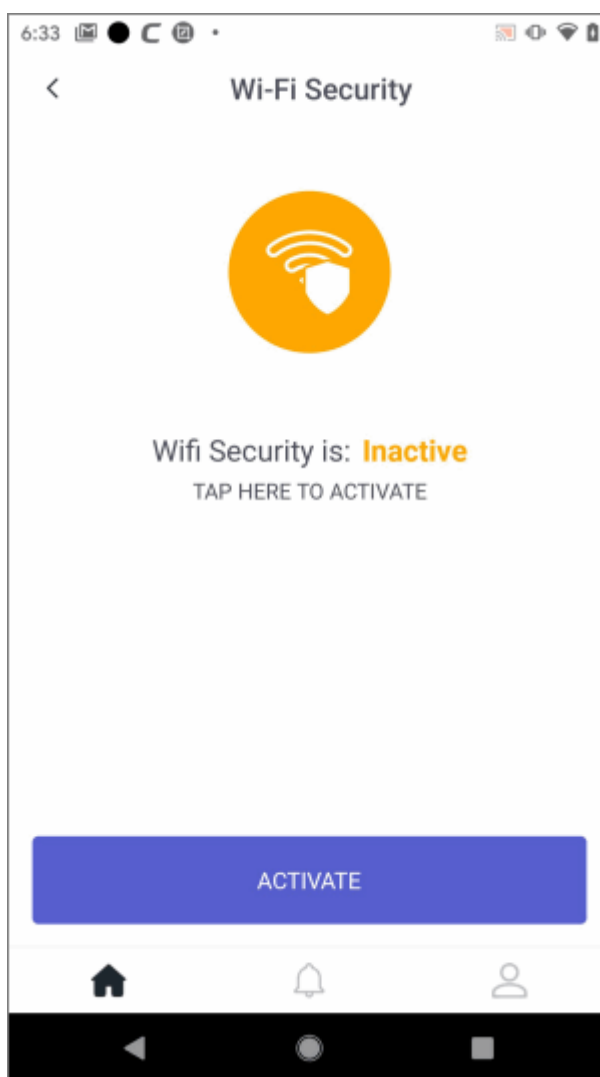 6:33
Wi-Fi Security
Wifi Security is: Inactive
TAP HERE TO ACTIVATE
ACTIVATE